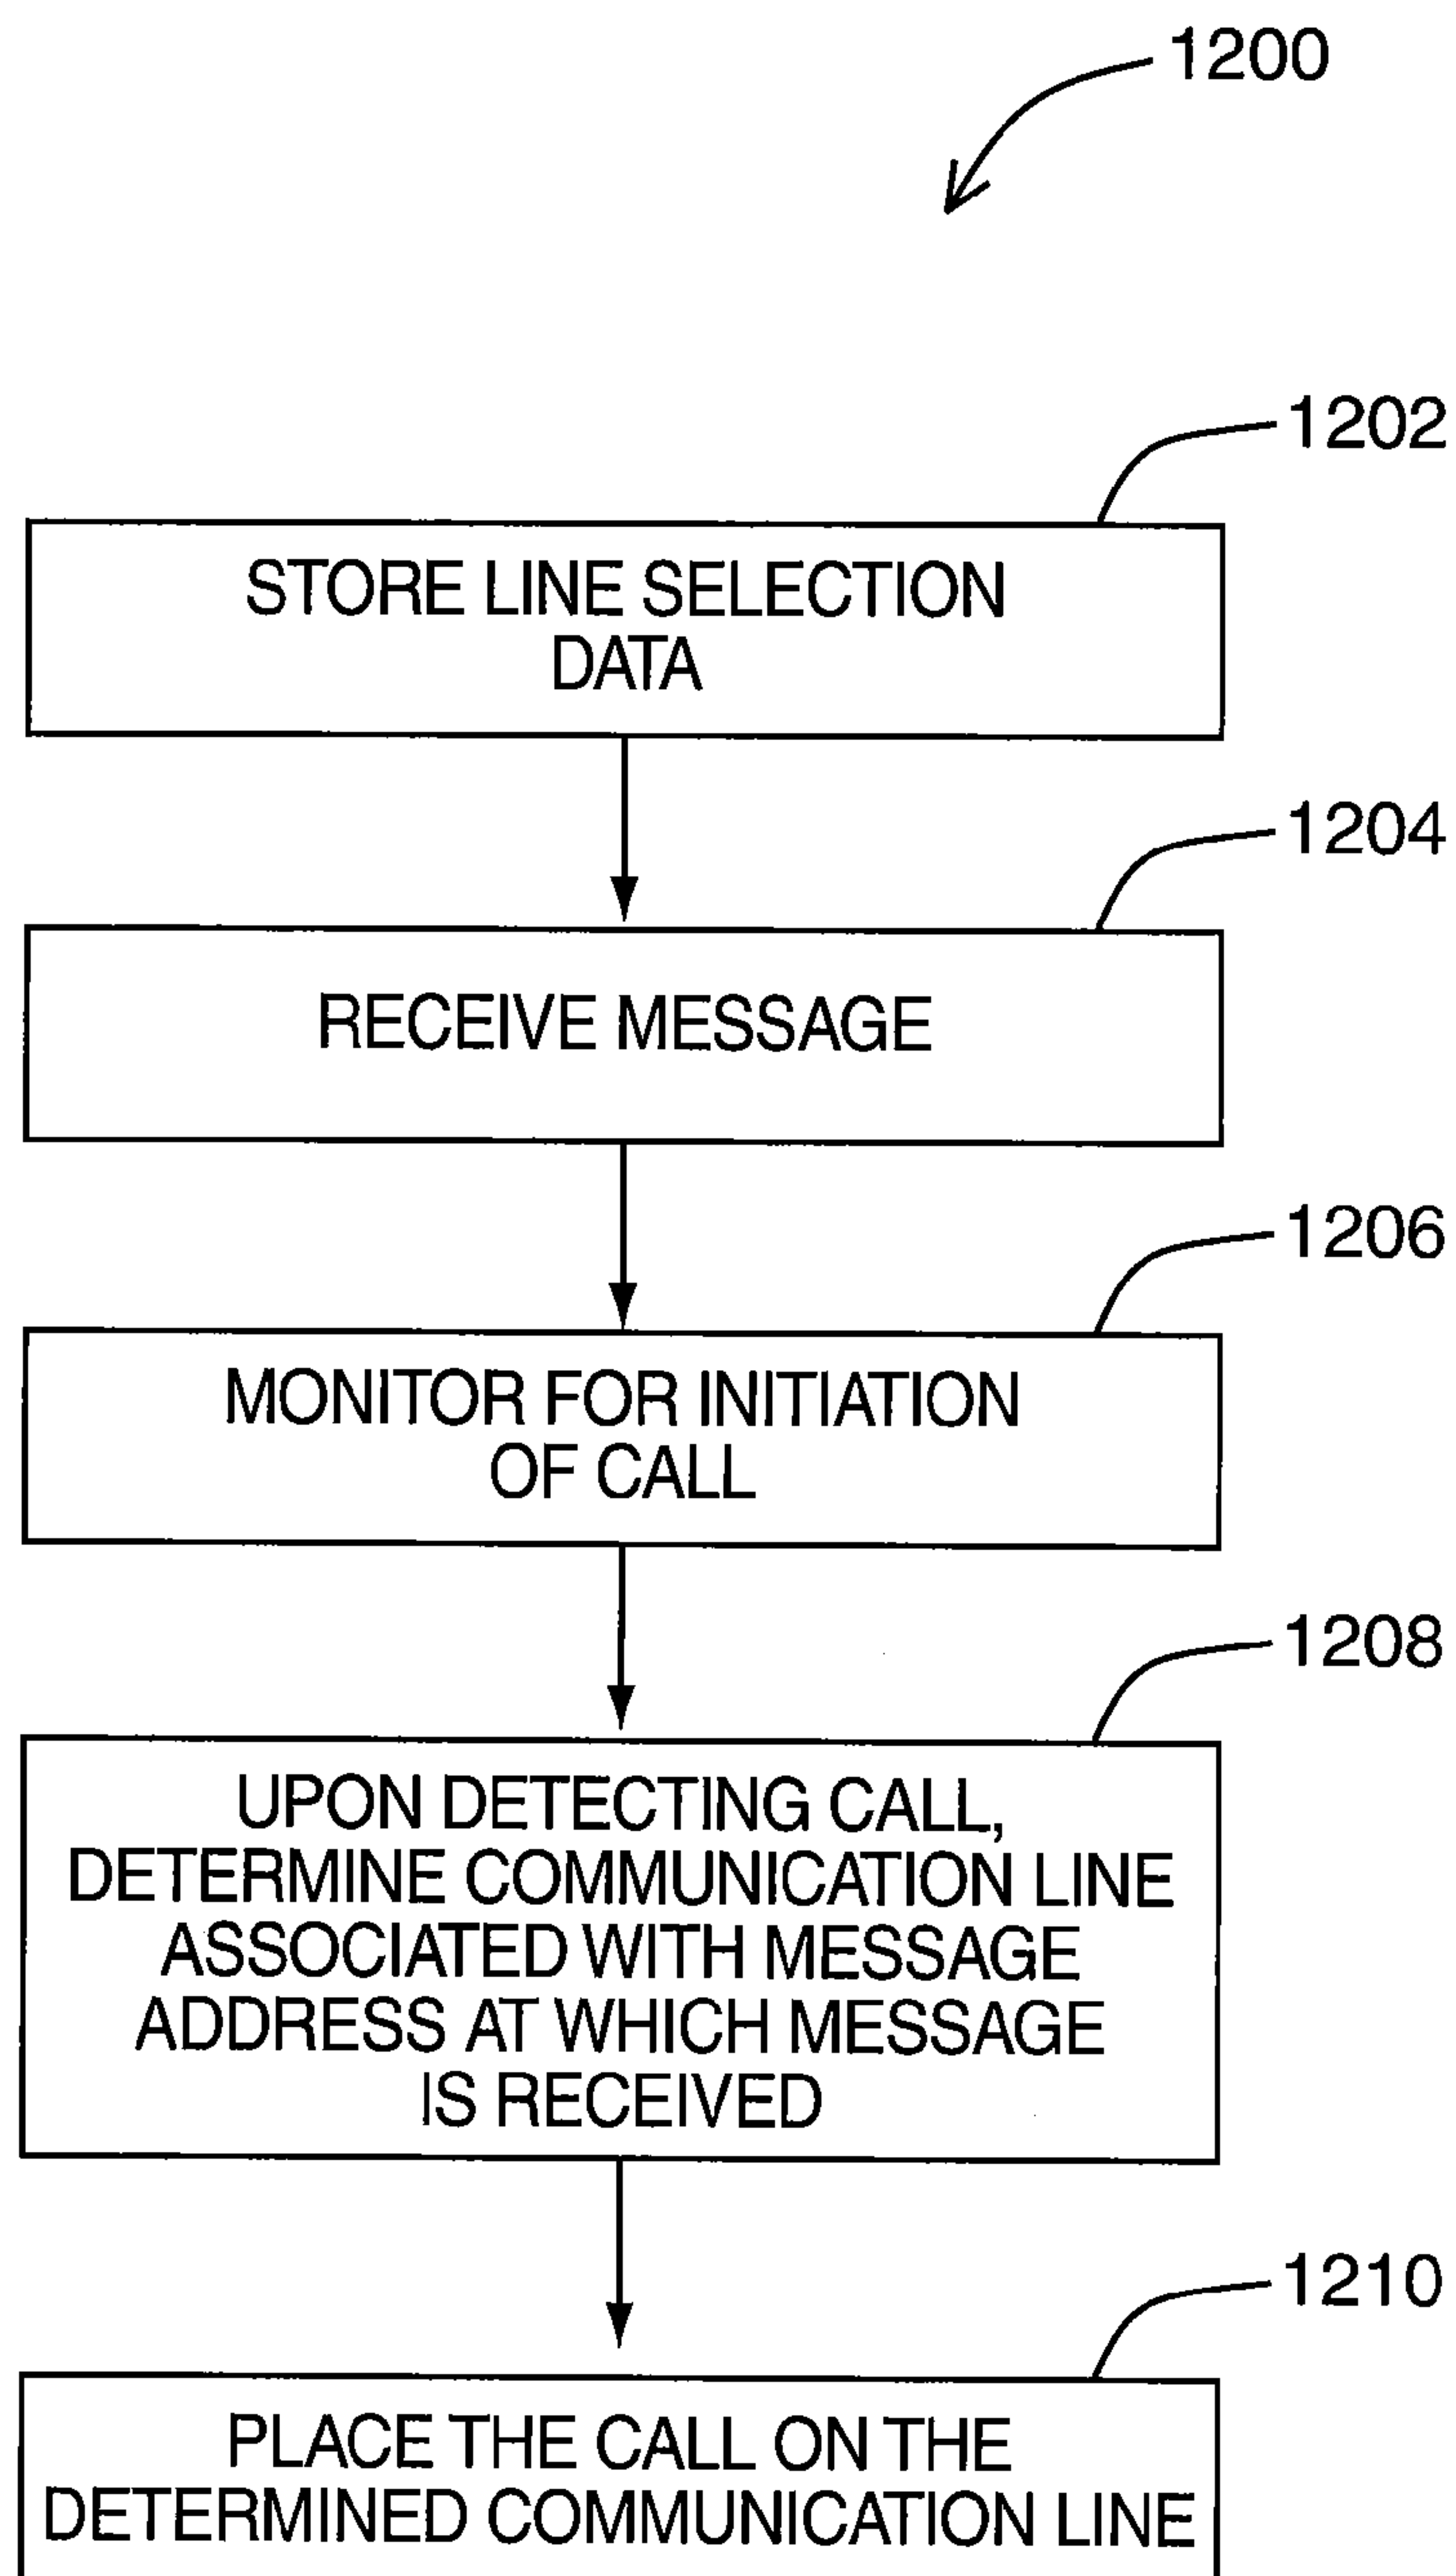 1200
1202
STORE LINE SELECTION
DATA
1204
RECEIVE MESSAGE
1206
MONITOR FOR INITIATION
OF CALL
1208
UPON DETECTING CALL,
DETERMINE COMMUNICATION LINE
ASSOCIATED WITH MESSAGE
ADDRESS AT WHICH MESSAGE
IS RECEIVED
1210
PLACE THE CALL ON THE
DETERMINED COMMUNICATION LINE